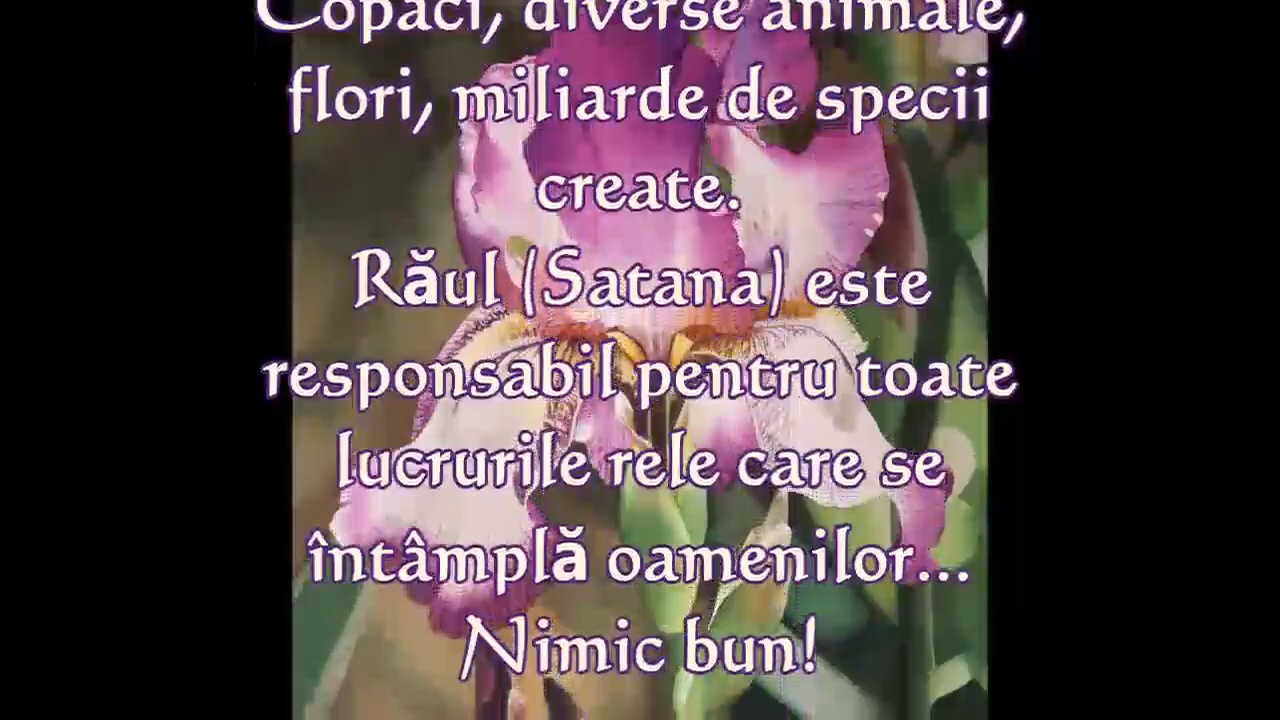 Copaci, diverse animale,
flori, miliarde de specii
create.
Răul (Satana) este
responsabil pentru toate
lucrurile rele care se
întâmplă oamenilor...
Nimic bun!